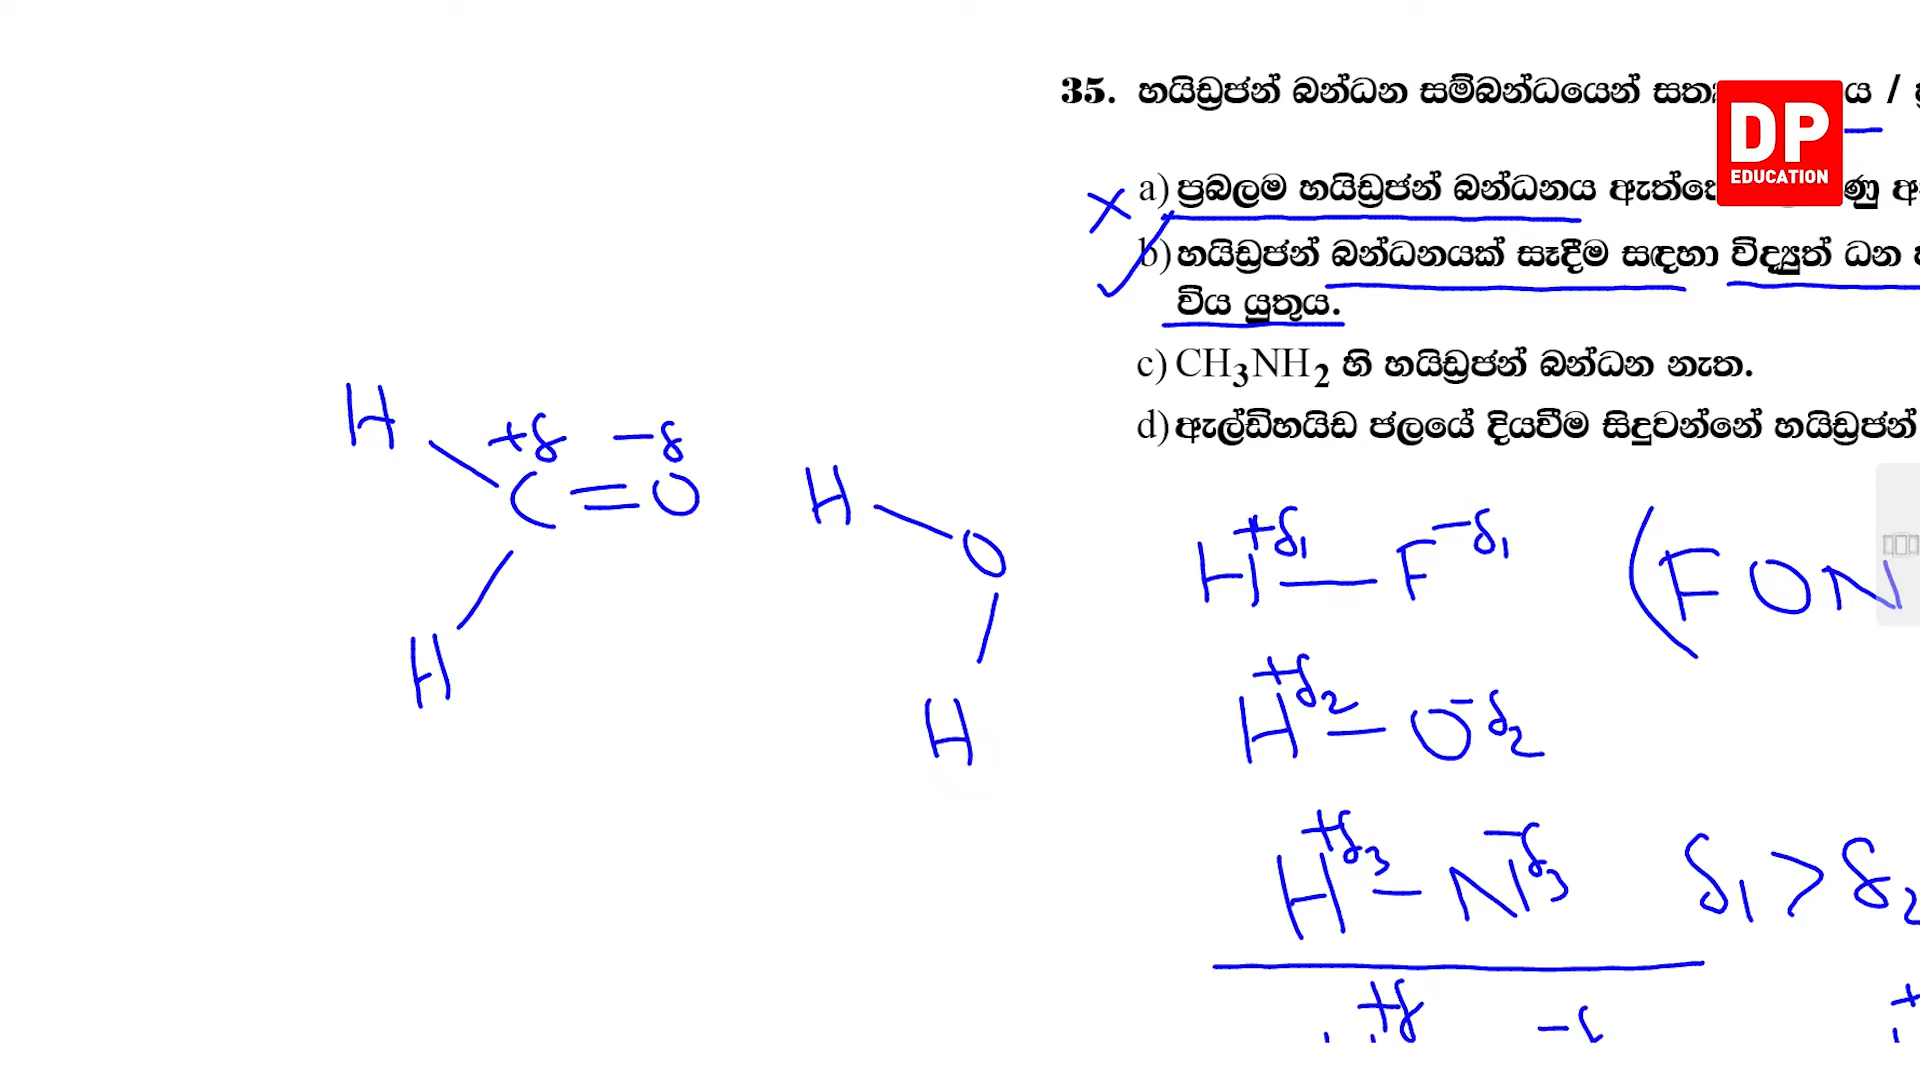 35. හයිඩ්‍රජන් බන්ධන සම්බන්ධයෙන් ය /
DP
EDUCATION
a) ප්‍රබලම හයිඩ්‍රජන් බන්ධනය
b) හයිඩ්‍රජන් බන්ධනයක් සෑදීම සඳහා විද්‍යුත් ධන
විය යුතුය.
c) CH₃NH₂ හි හයිඩ්‍රජන් බන්ධන නැත.
d) ඇල්ඩිහයිඩ ජලයේ දියවීම සිදුවන්නේ හයිඩ්‍රජන්
H +δ -δ
C = O
H
H
O
H
H +δ₁ — F -δ₁ (FON
H +δ₂ — O -δ₂
H +δ₃ — N -δ₃ δ₁ > δ₂
+δ